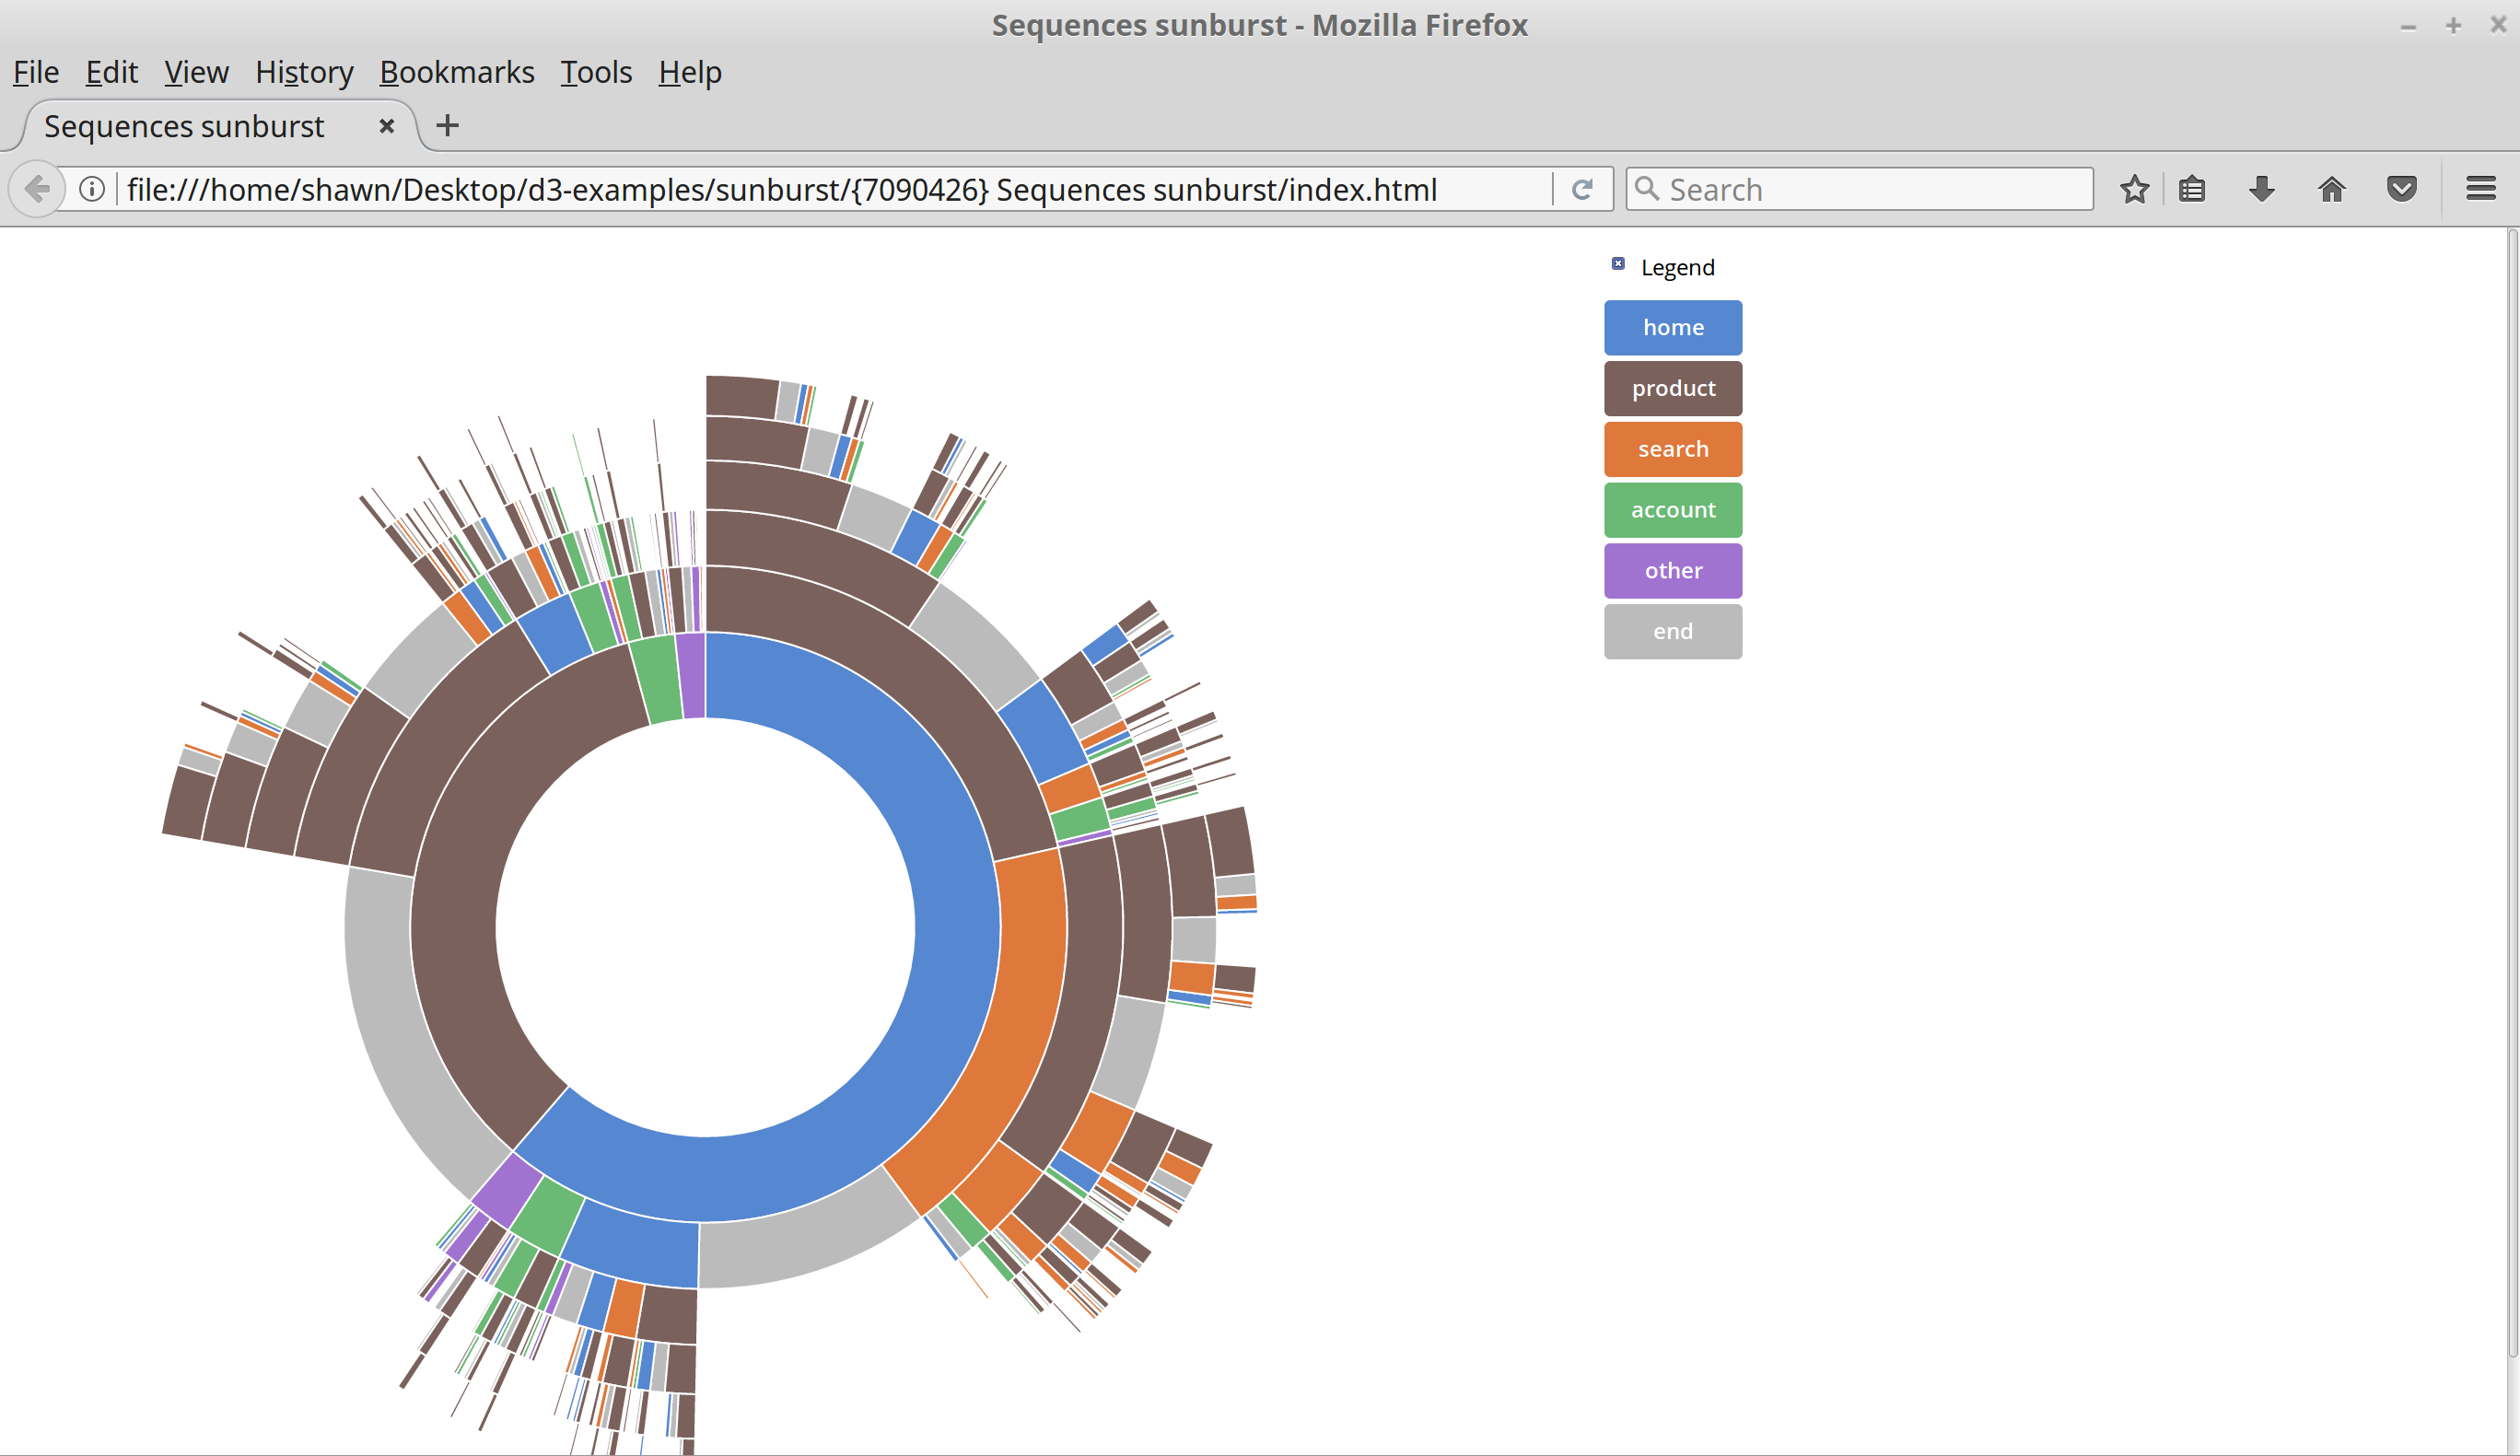 Sequences sunburst - Mozilla Firefox
File Edit View History Bookmarks Tools Help
Sequences sunburst
file:///home/shawn/Desktop/d3-examples/sunburst/{7090426} Sequences sunburst/index.html
Search
Legend
home
product
search
account
other
end